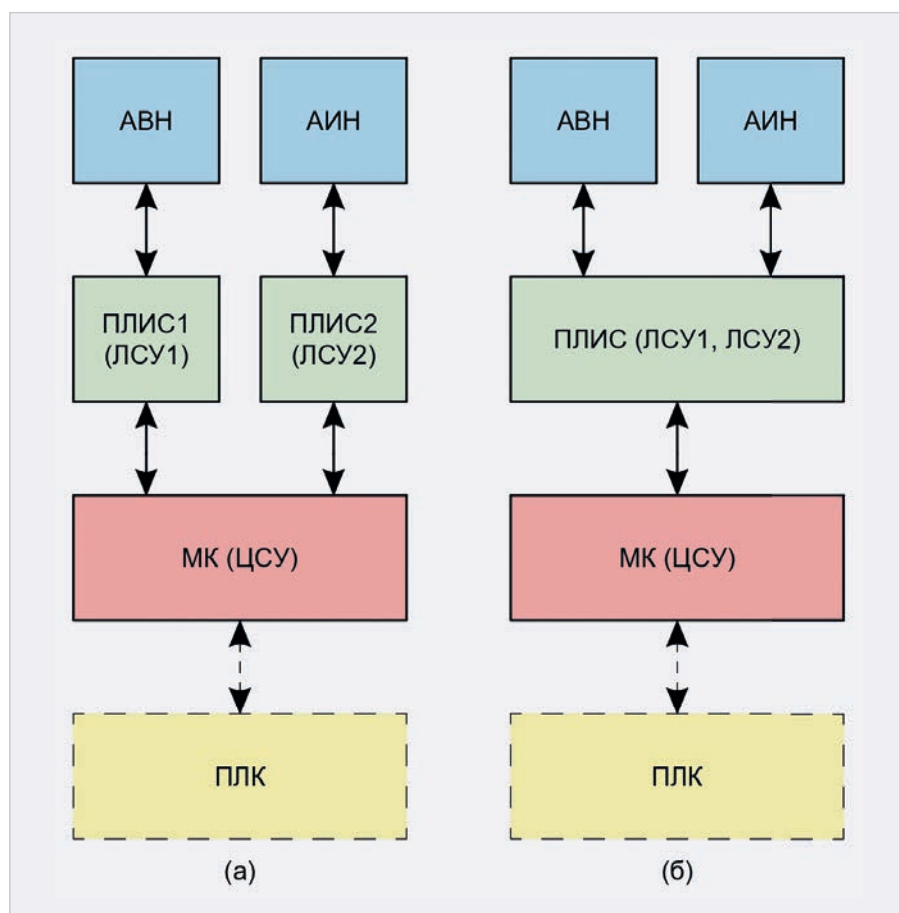 АВН
АИН
АВН
АИН
ПЛИС1
(ЛСУ1)
ПЛИС2
(ЛСУ2)
ПЛИС (ЛСУ1, ЛСУ2)
МК (ЦСУ)
МК (ЦСУ)
ПЛК
ПЛК
(а)
(б)